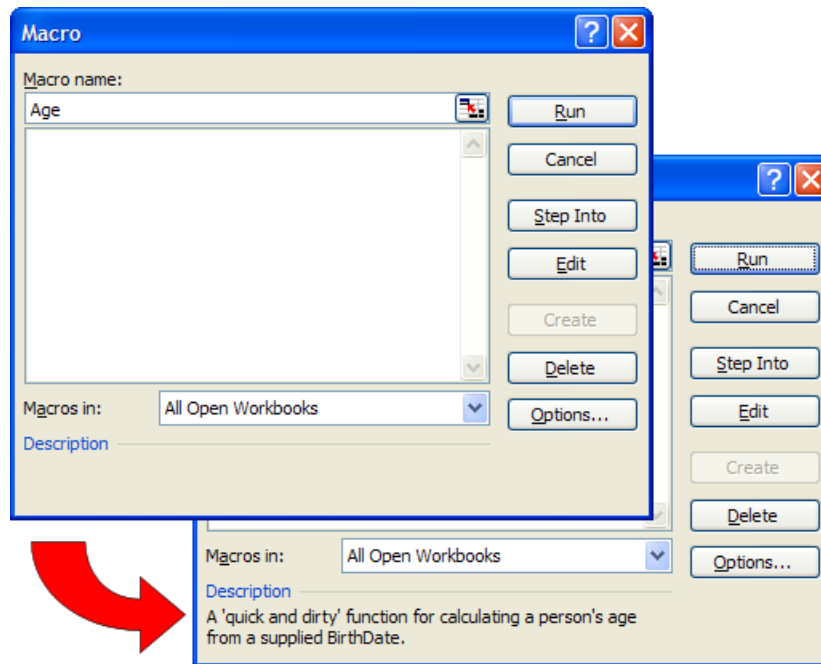 Macro
?
Macro name:
Age
Run
Cancel
Step Into
Edit
Create
Delete
Macros in: All Open Workbooks
Options...
Description
?
Run
Cancel
Step Into
Edit
Create
Delete
Macros in: All Open Workbooks
Options...
Description
A 'quick and dirty' function for calculating a person's age
from a supplied BirthDate.